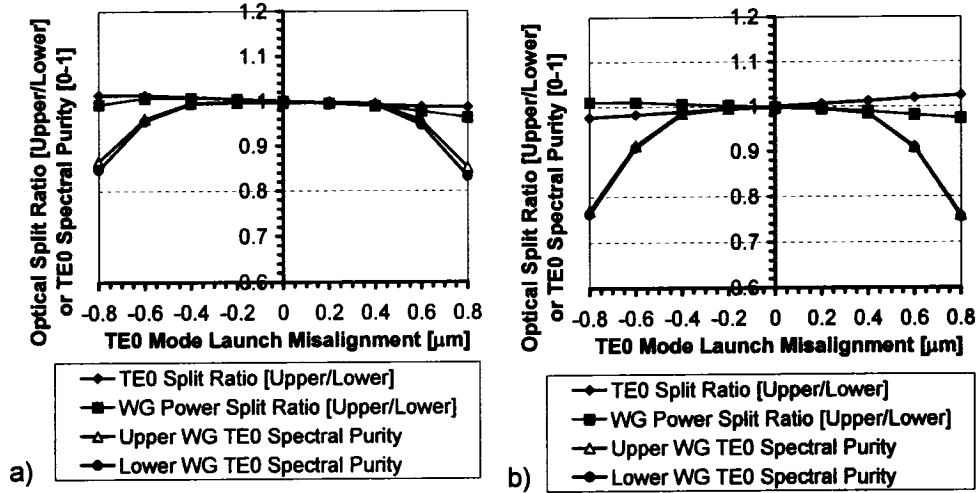 Optical Split Ratio [Upper/Lower]
or TE0 Spectral Purity [0-1]
1.2
1.1
1
0.9
0.8
0.7
0.6
-0.8 -0.6 -0.4 -0.2 0 0.2 0.4 0.6 0.8
TE0 Mode Launch Misalignment [μm]
TE0 Split Ratio [Upper/Lower]
WG Power Split Ratio [Upper/Lower]
Upper WG TE0 Spectral Purity
Lower WG TE0 Spectral Purity
a)
Optical Split Ratio [Upper/Lower]
or TE0 Spectral Purity [0-1]
1.2
1.1
1
0.9
0.8
0.7
0.6
-0.8 -0.6 -0.4 -0.2 0 0.2 0.4 0.6 0.8
TE0 Mode Launch Misalignment [μm]
TE0 Split Ratio [Upper/Lower]
WG Power Split Ratio [Upper/Lower]
Upper WG TE0 Spectral Purity
Lower WG TE0 Spectral Purity
b)